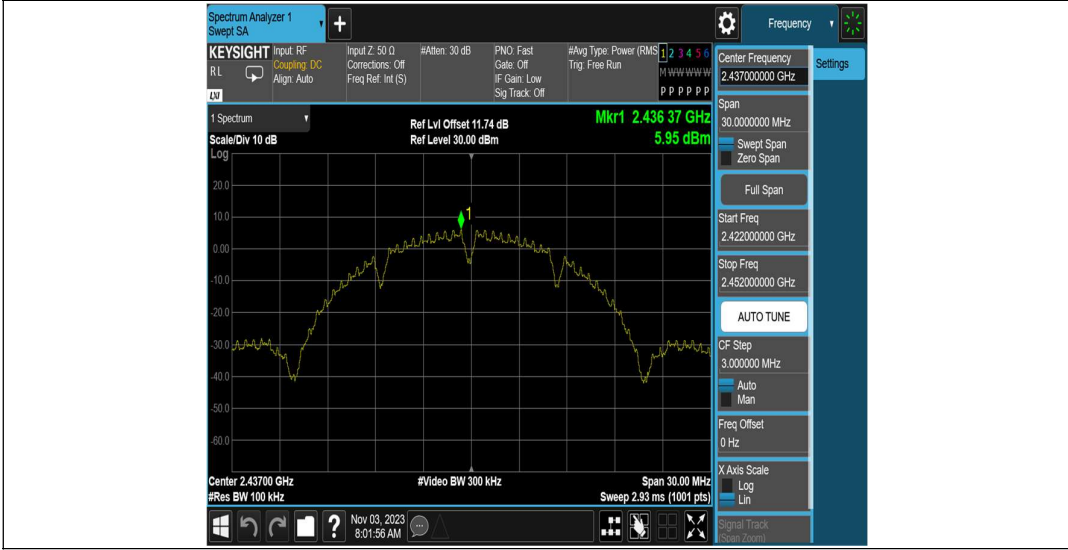 Spectrum Analyzer 1
Swept SA
+
Frequency
KEYSIGHT
RL
LXI
Input: RF
Coupling: DC
Align: Auto
Input Z: 50 Ω
Corrections: Off
Freq Ref: Int (S)
#Atten: 30 dB
PNO: Fast
Gate: Off
IF Gain: Low
Sig Track: Off
#Avg Type: Power (RMS
Trig: Free Run
1 2 3 4 5 6
M W W W W W
P P P P P P
1 Spectrum
Scale/Div 10 dB
Log
Ref Lvl Offset 11.74 dB
Ref Level 30.00 dBm
Mkr1 2.436 37 GHz
5.95 dBm
20.0
10.0
0.00
-10.0
-20.0
-30.0
-40.0
-50.0
-60.0
1
Center 2.43700 GHz
#Res BW 100 kHz
#Video BW 300 kHz
Span 30.00 MHz
Sweep 2.93 ms (1001 pts)
?
Nov 03, 2023
8:01:56 AM
Center Frequency
2.437000000 GHz
Settings
Span
30.0000000 MHz
Swept Span
Zero Span
Full Span
Start Freq
2.422000000 GHz
Stop Freq
2.452000000 GHz
AUTO TUNE
CF Step
3.000000 MHz
Auto
Man
Freq Offset
0 Hz
X Axis Scale
Log
Lin
Signal Track
(Span Zoom)